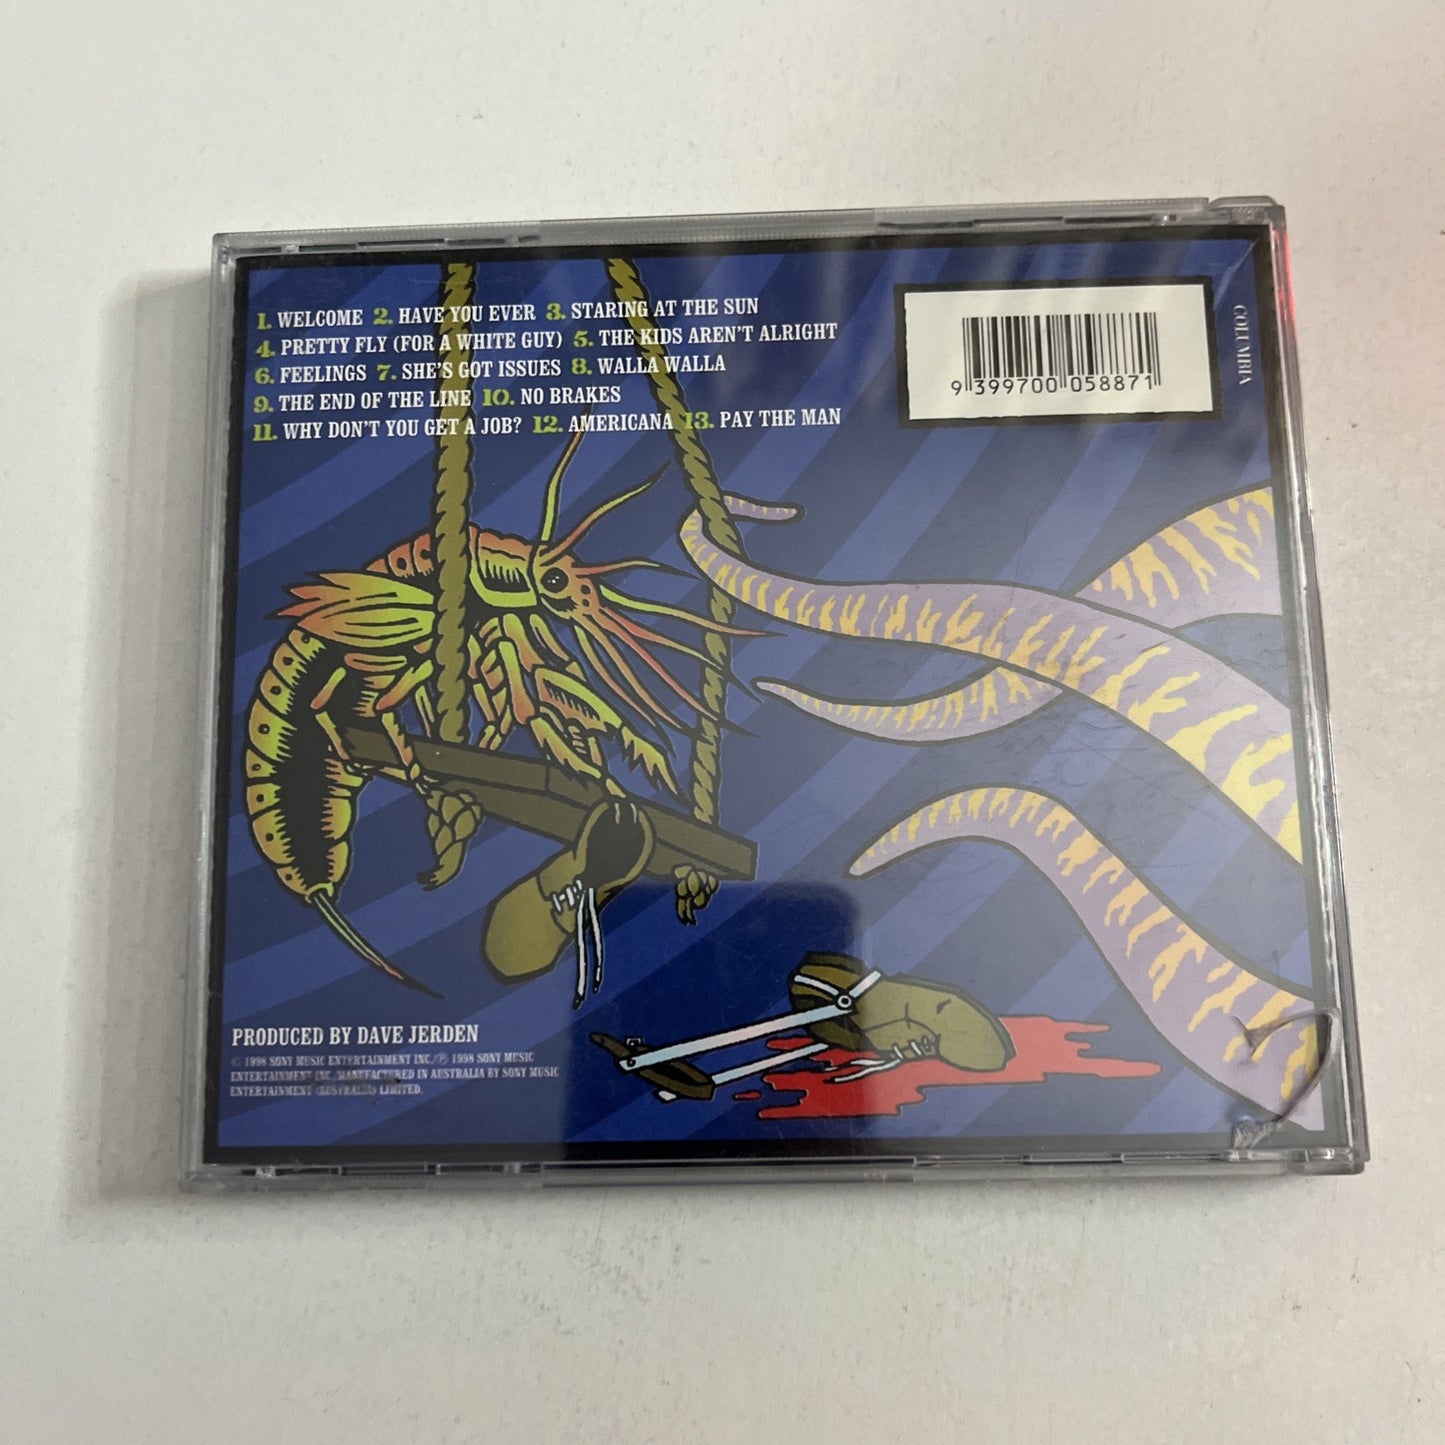 1. WELCOME 2. HAVE YOU EVER 3. STARING AT THE SUN
4. PRETTY FLY (FOR A WHITE GUY) 5. THE KIDS AREN'T ALRIGHT
6. FEELINGS 7. SHE'S GOT ISSUES 8. WALLA WALLA
9. THE END OF THE LINE 10. NO BRAKES
11. WHY DON'T YOU GET A JOB? 12. AMERICANA 13. PAY THE MAN
9 399700 058871
COLUMBIA
PRODUCED BY DAVE JERDEN
© 1998 SONY MUSIC ENTERTAINMENT INC./℗ 1998 SONY MUSIC
ENTERTAINMENT INC./MANUFACTURED IN AUSTRALIA BY SONY MUSIC
ENTERTAINMENT (AUSTRALIA) LIMITED.